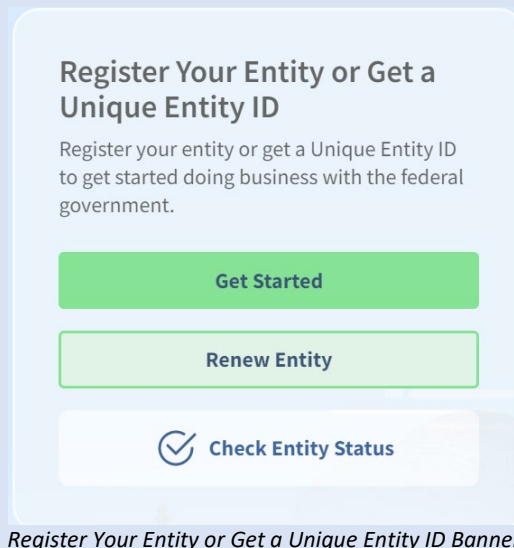 Register Your Entity or Get a
Unique Entity ID
Register your entity or get a Unique Entity ID
to get started doing business with the federal
government.
Get Started
Renew Entity
Check Entity Status
Register Your Entity or Get a Unique Entity ID Banner